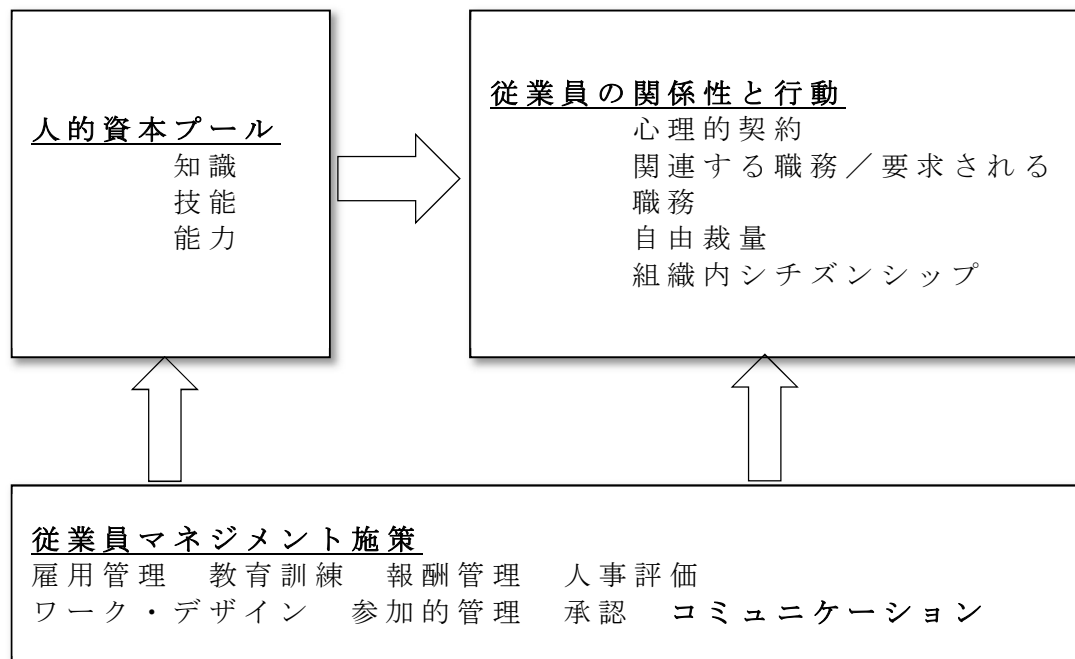 人的資本プール
知識
技能
能力
従業員の関係性と行動
心理的契約
関連する職務／要求される
職務
自由裁量
組織内シチズンシップ
従業員マネジメント施策
雇用管理　教育訓練　報酬管理　人事評価
ワーク・デザイン　参加的管理　承認　コミュニケーション